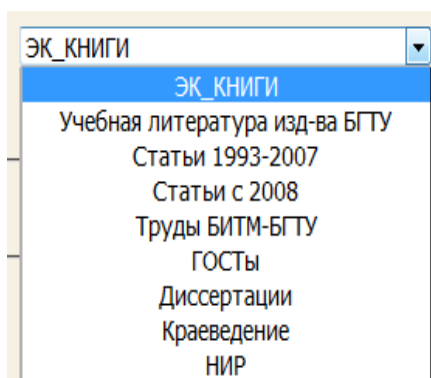 ЭК_КНИГИ
ЭК_КНИГИ
Учебная литература изд-ва БГТУ
Статьи 1993-2007
Статьи с 2008
Труды БИТМ-БГТУ
ГОСТы
Диссертации
Краеведение
НИР